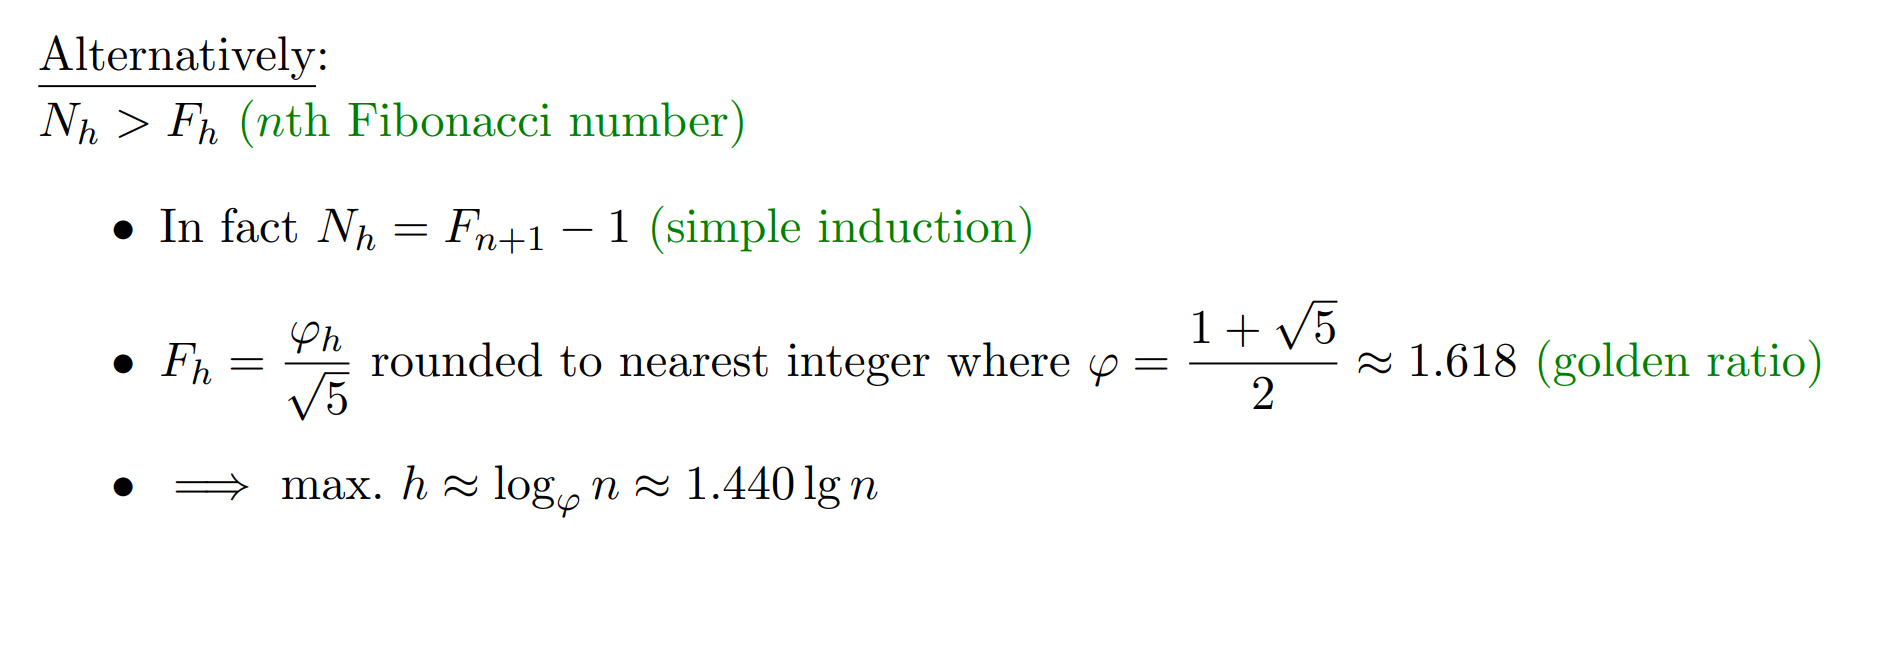 Alternatively:
$N_h > F_h$ (nth Fibonacci number)
• In fact $N_h = F_{n+1} - 1$ (simple induction)
• $F_h = \frac{\varphi_h}{\sqrt{5}}$ rounded to nearest integer where $\varphi = \frac{1 + \sqrt{5}}{2} \approx 1.618$ (golden ratio)
• $\Longrightarrow$ max. $h \approx \log_\varphi n \approx 1.440 \lg n$